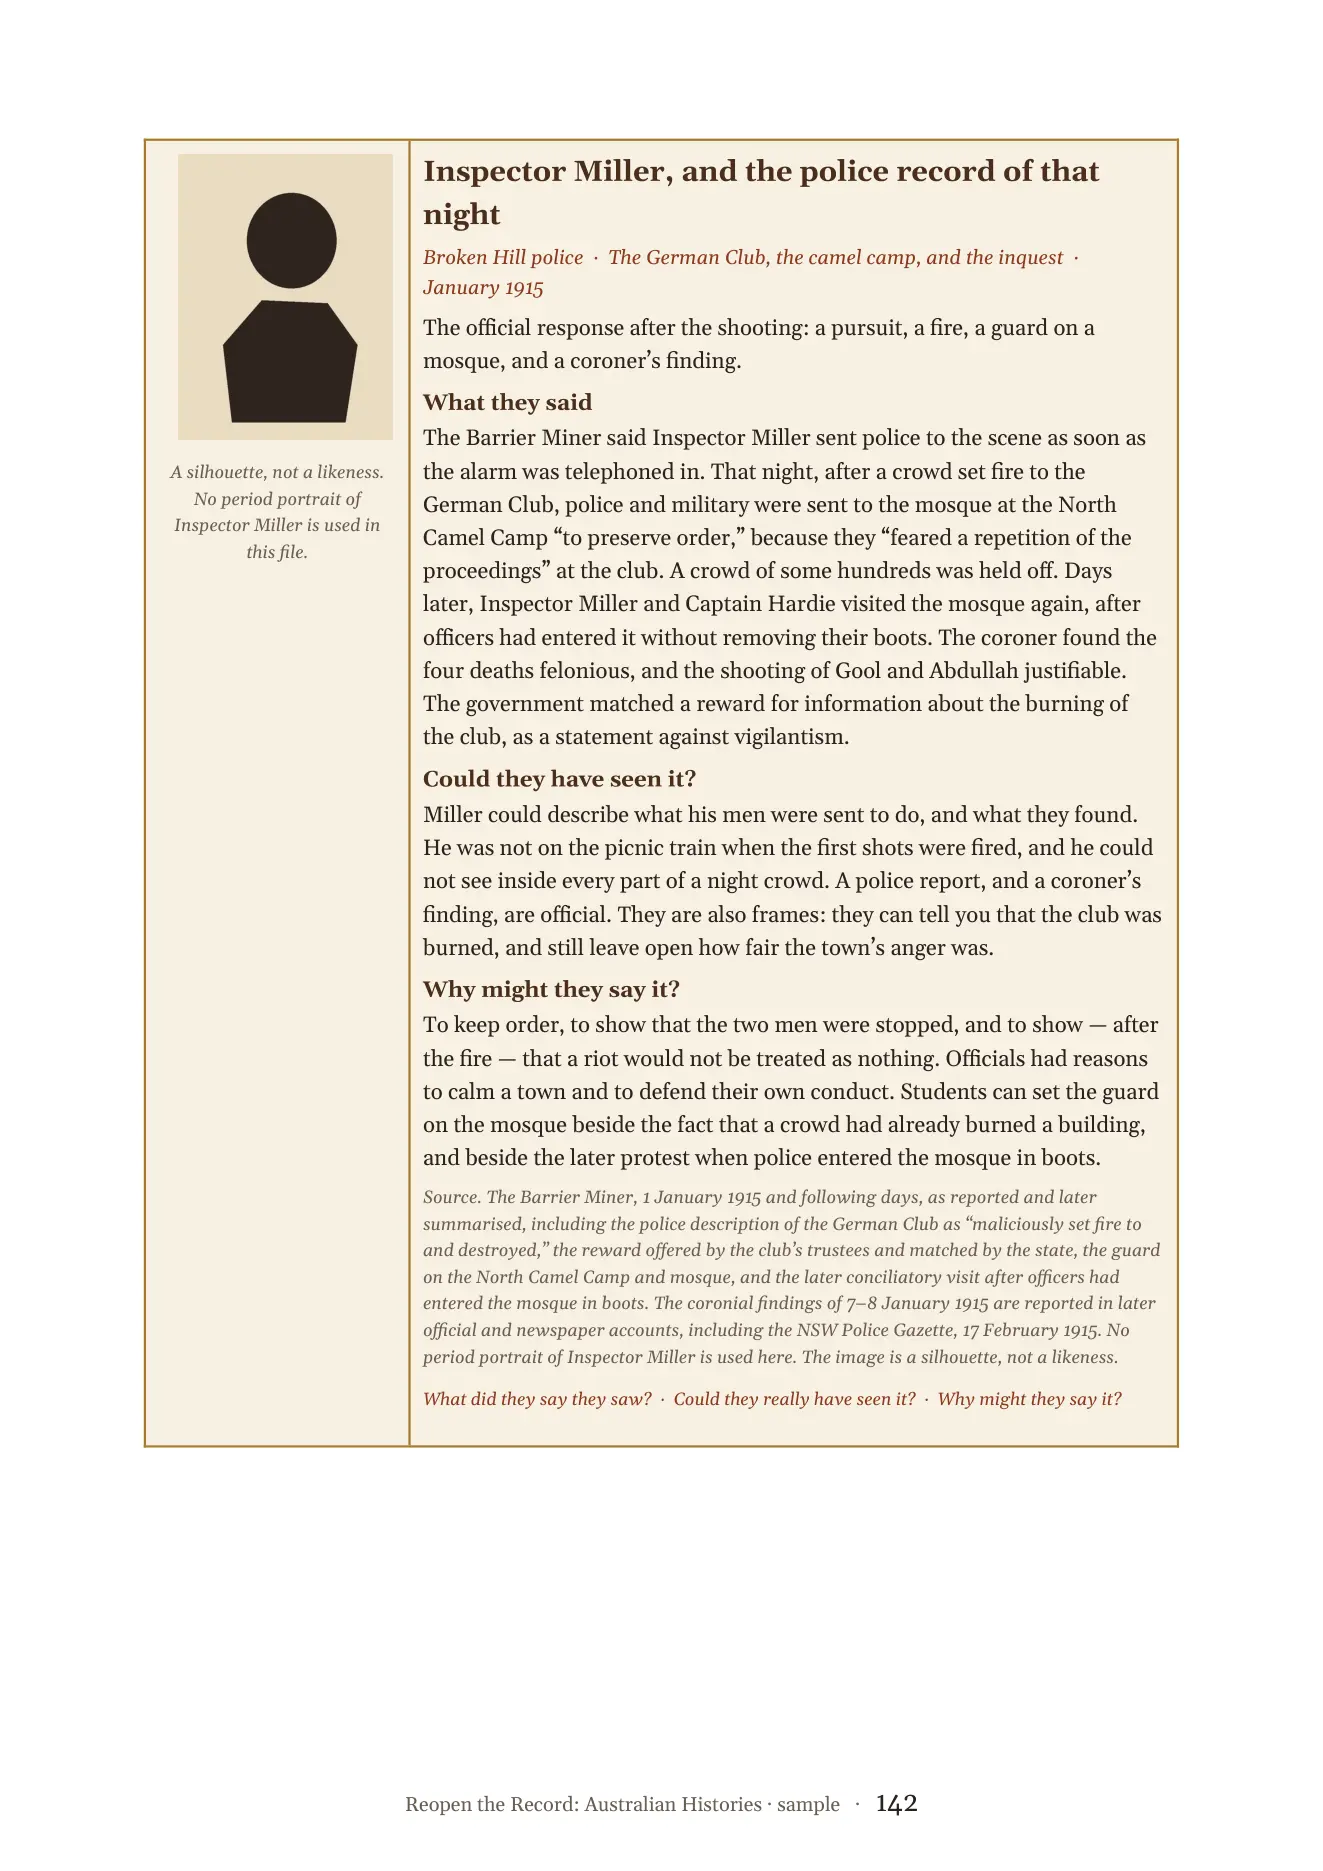 A silhouette, not a likeness.
No period portrait of
Inspector Miller is used in
this file.
Inspector Miller, and the police record of that
night
Broken Hill police · The German Club, the camel camp, and the inquest ·
January 1915
The official response after the shooting: a pursuit, a fire, a guard on a
mosque, and a coroner’s finding.
What they said
The Barrier Miner said Inspector Miller sent police to the scene as soon as
the alarm was telephoned in. That night, after a crowd set fire to the
German Club, police and military were sent to the mosque at the North
Camel Camp “to preserve order,” because they “feared a repetition of the
proceedings” at the club. A crowd of some hundreds was held off. Days
later, Inspector Miller and Captain Hardie visited the mosque again, after
officers had entered it without removing their boots. The coroner found the
four deaths felonious, and the shooting of Gool and Abdullah justifiable.
The government matched a reward for information about the burning of
the club, as a statement against vigilantism.
Could they have seen it?
Miller could describe what his men were sent to do, and what they found.
He was not on the picnic train when the first shots were fired, and he could
not see inside every part of a night crowd. A police report, and a coroner’s
finding, are official. They are also frames: they can tell you that the club was
burned, and still leave open how fair the town’s anger was.
Why might they say it?
To keep order, to show that the two men were stopped, and to show — after
the fire — that a riot would not be treated as nothing. Officials had reasons
to calm a town and to defend their own conduct. Students can set the guard
on the mosque beside the fact that a crowd had already burned a building,
and beside the later protest when police entered the mosque in boots.
Source. The Barrier Miner, 1 January 1915 and following days, as reported and later
summarised, including the police description of the German Club as “maliciously set fire to
and destroyed,” the reward offered by the club’s trustees and matched by the state, the guard
on the North Camel Camp and mosque, and the later conciliatory visit after officers had
entered the mosque in boots. The coronial findings of 7–8 January 1915 are reported in later
official and newspaper accounts, including the NSW Police Gazette, 17 February 1915. No
period portrait of Inspector Miller is used here. The image is a silhouette, not a likeness.
What did they say they saw? · Could they really have seen it? · Why might they say it?
Reopen the Record: Australian Histories · sample · 142